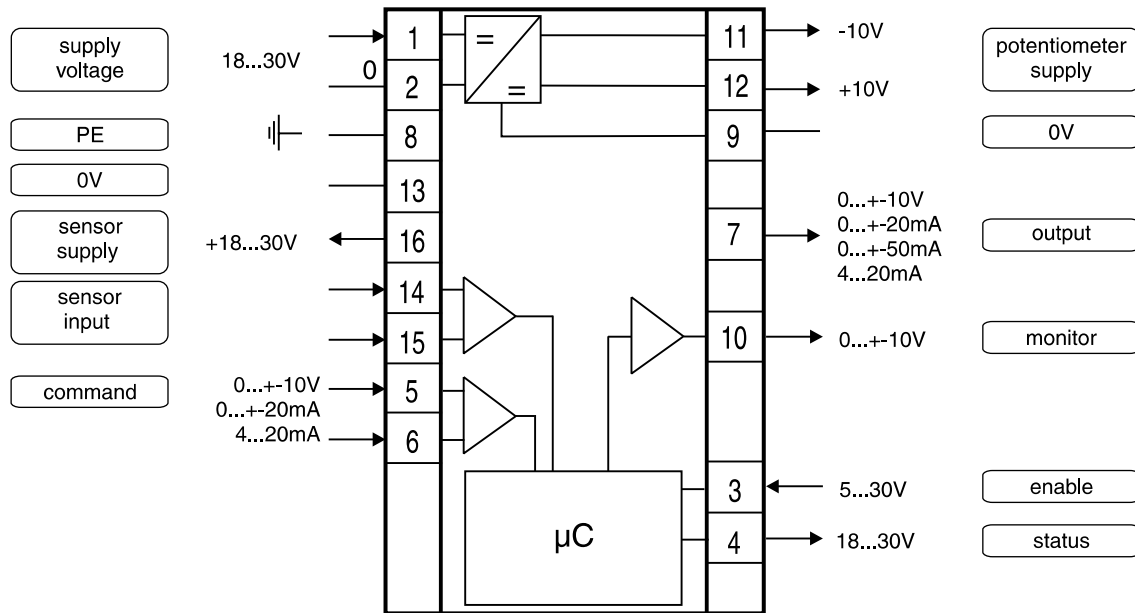 supply
voltage
18...30V
0
1
2
=
=
11
12
-10V
+10V
potentiometer
supply
PE
8
9
0V
0V
13
sensor
supply
+18...30V
16
7
0...+-10V
0...+-20mA
0...+-50mA
4...20mA
output
sensor
input
14
15
10
0...+-10V
monitor
command
0...+-10V
0...+-20mA
4...20mA
5
6
µC
3
5...30V
enable
4
18...30V
status